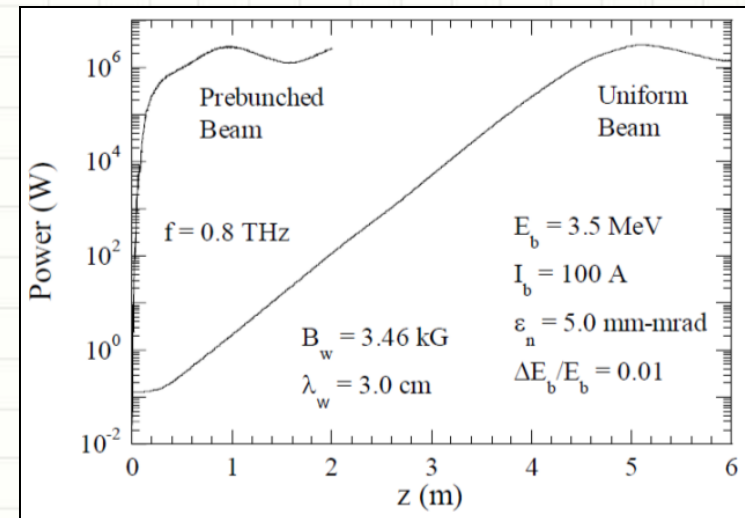 Power (W)
10^6
10^4
10^2
10^0
10^-2
Prebunched
Beam
Uniform
Beam
f = 0.8 THz
E_b = 3.5 MeV
I_b = 100 A
ε_n = 5.0 mm-mrad
ΔE_b/E_b = 0.01
B_w = 3.46 kG
λ_w = 3.0 cm
0 1 2 3 4 5 6
z (m)